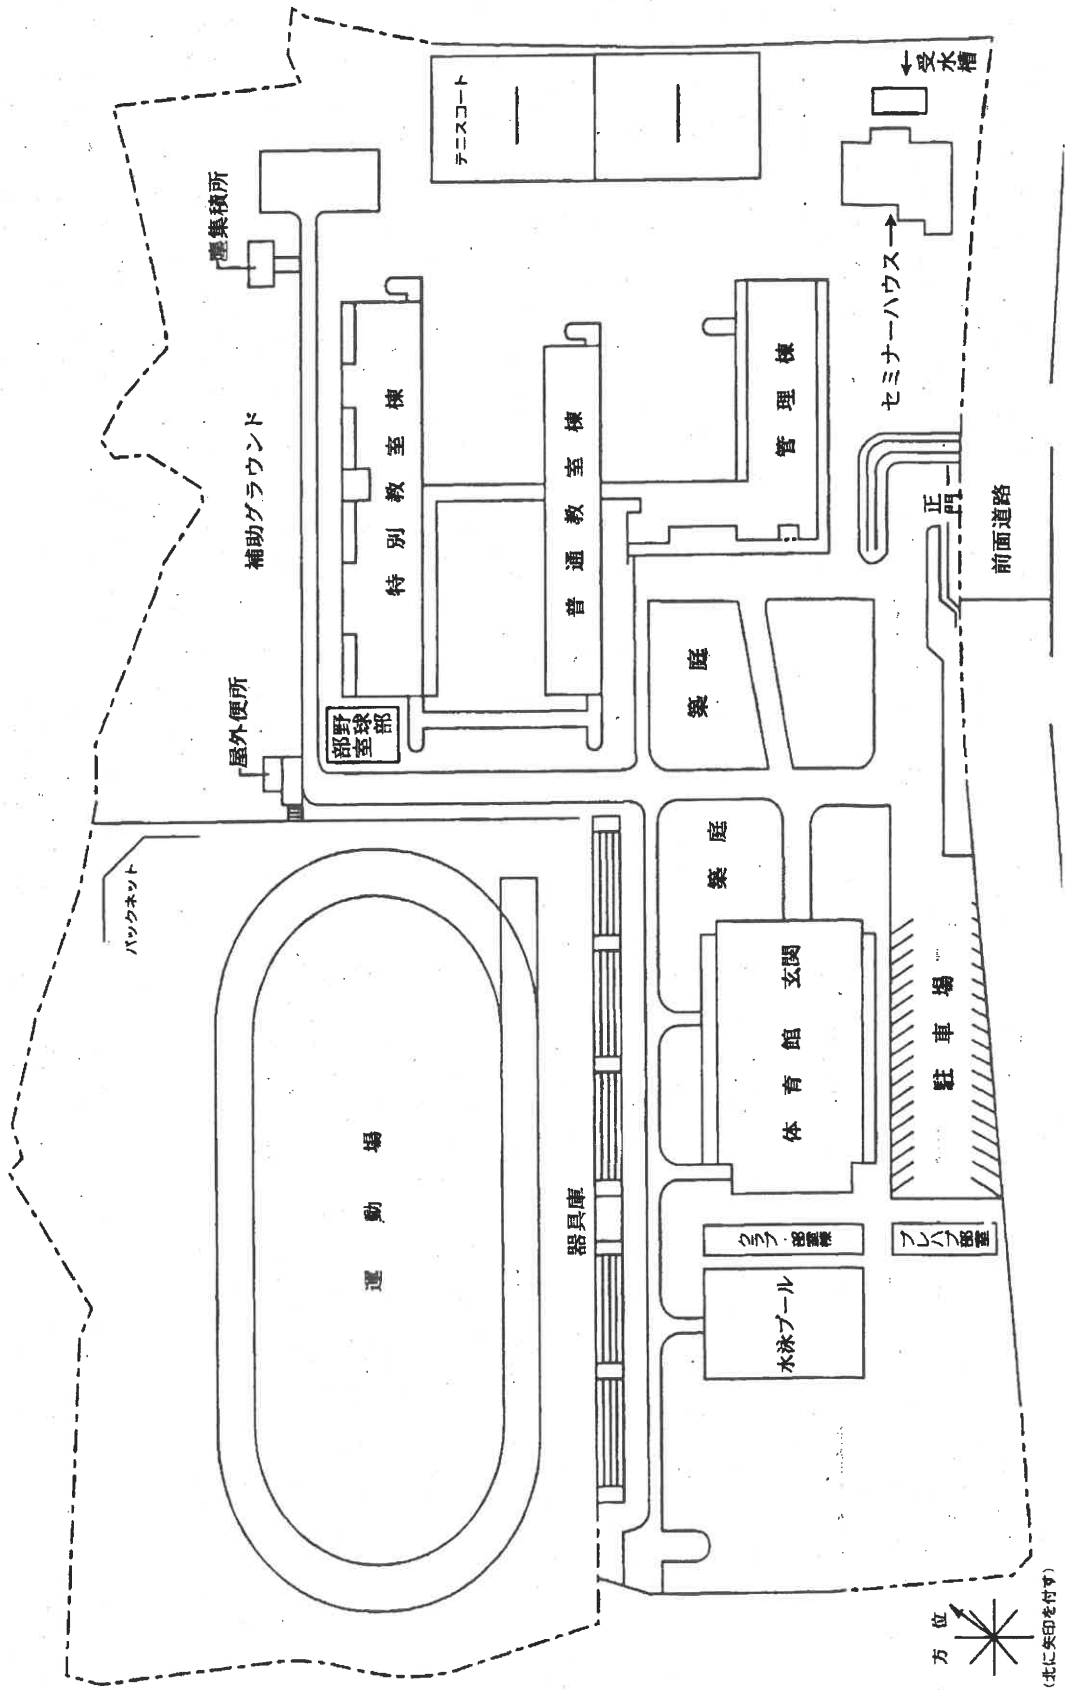 バックネット
運動場
屋外便所
補助グラウンド
塵集積所
野球部
部室
特別教室棟
普通教室棟
管理棟
テニスコート
受水槽
セミナーハウス
正門
前面道路
築庭
築庭
器具庫
体育館
玄関
駐車場
クラブ・部室棟
プレハブ部室
水泳プール
方位
(北に矢印を付す)